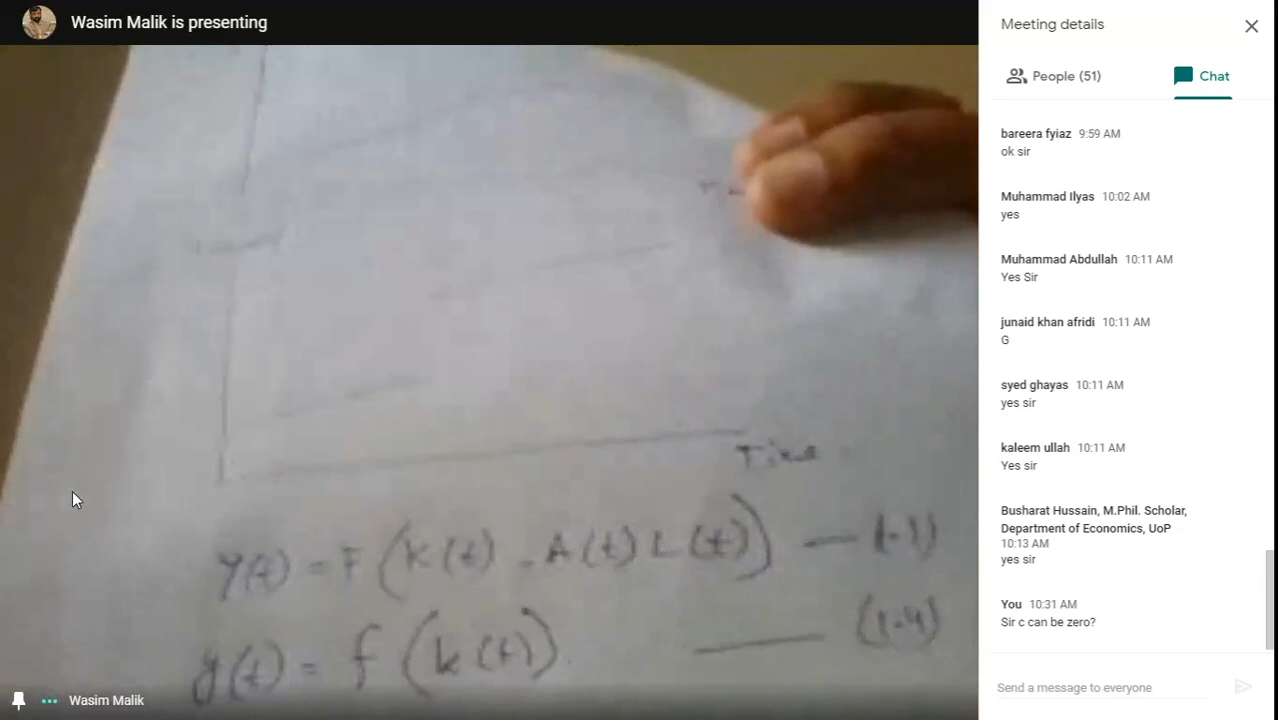 Wasim Malik is presenting
Time
Y(t) = F(K(t), A(t)L(t)) — (1.1)
y(t) = f(k(t)) — (1.4)
Wasim Malik
Meeting details
People (51)
Chat
bareera fyiaz 9:59 AM
ok sir
Muhammad Ilyas 10:02 AM
yes
Muhammad Abdullah 10:11 AM
Yes Sir
junaid khan afridi 10:11 AM
G
syed ghayas 10:11 AM
yes sir
kaleem ullah 10:11 AM
Yes sir
Busharat Hussain, M.Phil. Scholar,
Department of Economics, UoP
10:13 AM
yes sir
You 10:31 AM
Sir c can be zero?
Send a message to everyone